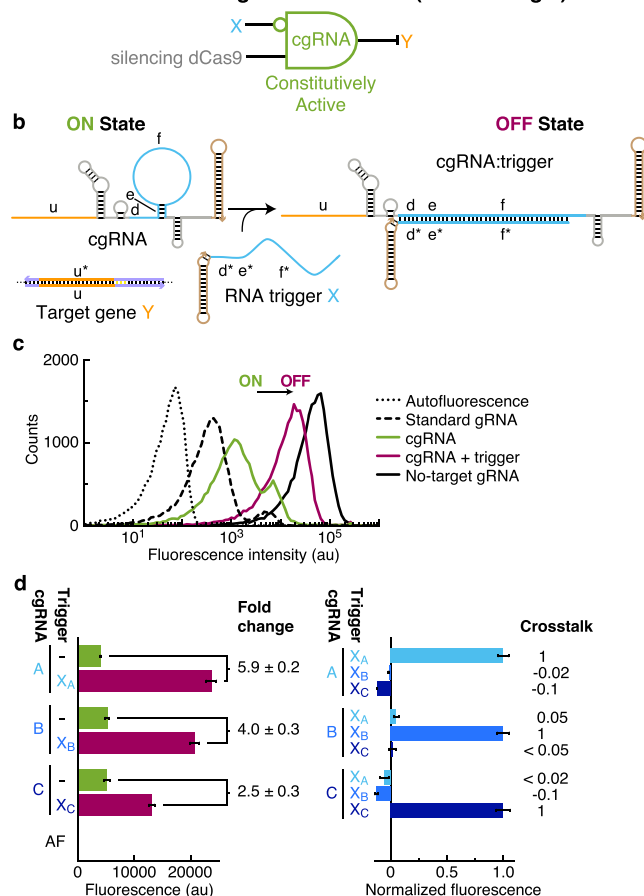 X
cgRNA
Y
silencing dCas9
Constitutively
Active
b
ON State
OFF State
f
cgRNA:trigger
e
d
u
cgRNA
u
d e f
d* e* f*
d* e* f*
RNA trigger X
u*
u
Target gene Y
c
2000
1000
0
Counts
ON
OFF
10¹ 10³ 10⁵
Fluorescence intensity (au)
Autofluorescence
Standard gRNA
cgRNA
cgRNA + trigger
No-target gRNA
d
cgRNA
Trigger
Fold
change
A
-
XA
5.9 ± 0.2
B
-
XB
4.0 ± 0.3
C
-
XC
2.5 ± 0.3
AF
0 10000 20000
Fluorescence (au)
cgRNA
Trigger
Crosstalk
A
XA 1
XB -0.02
XC -0.1
B
XA 0.05
XB 1
XC < 0.05
C
XA < 0.02
XB -0.1
XC 1
0 0.5 1.0
Normalized fluorescence